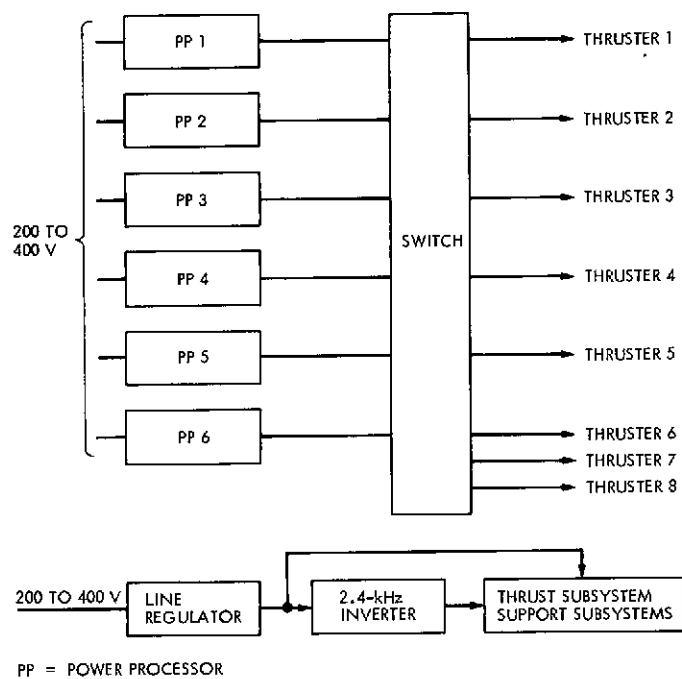 PP 1
THRUSTER 1
PP 2
THRUSTER 2
PP 3
THRUSTER 3
200 TO
400 V
SWITCH
PP 4
THRUSTER 4
PP 5
THRUSTER 5
PP 6
THRUSTER 6
THRUSTER 7
THRUSTER 8
200 TO 400 V
LINE
REGULATOR
2.4-kHz
INVERTER
THRUST SUBSYSTEM
SUPPORT SUBSYSTEMS
PP = POWER PROCESSOR